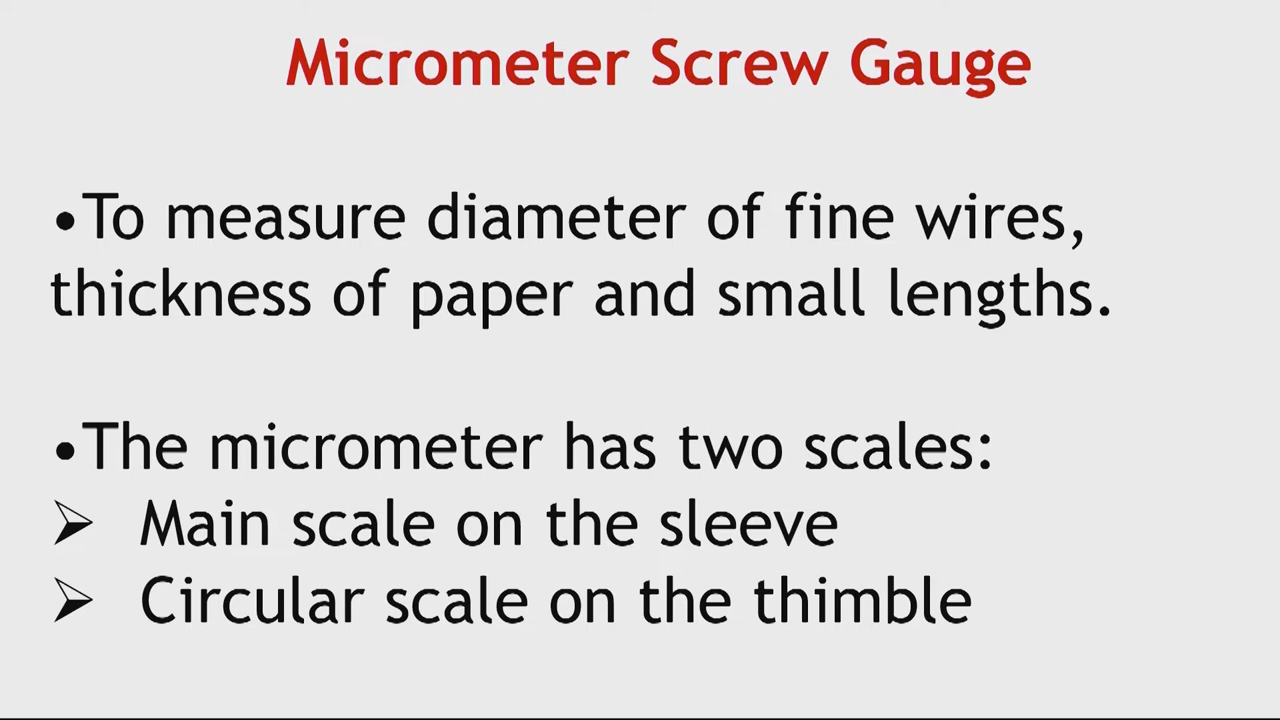 Micrometer Screw Gauge
•To measure diameter of fine wires,
thickness of paper and small lengths.
•The micrometer has two scales:
➢ Main scale on the sleeve
➢ Circular scale on the thimble